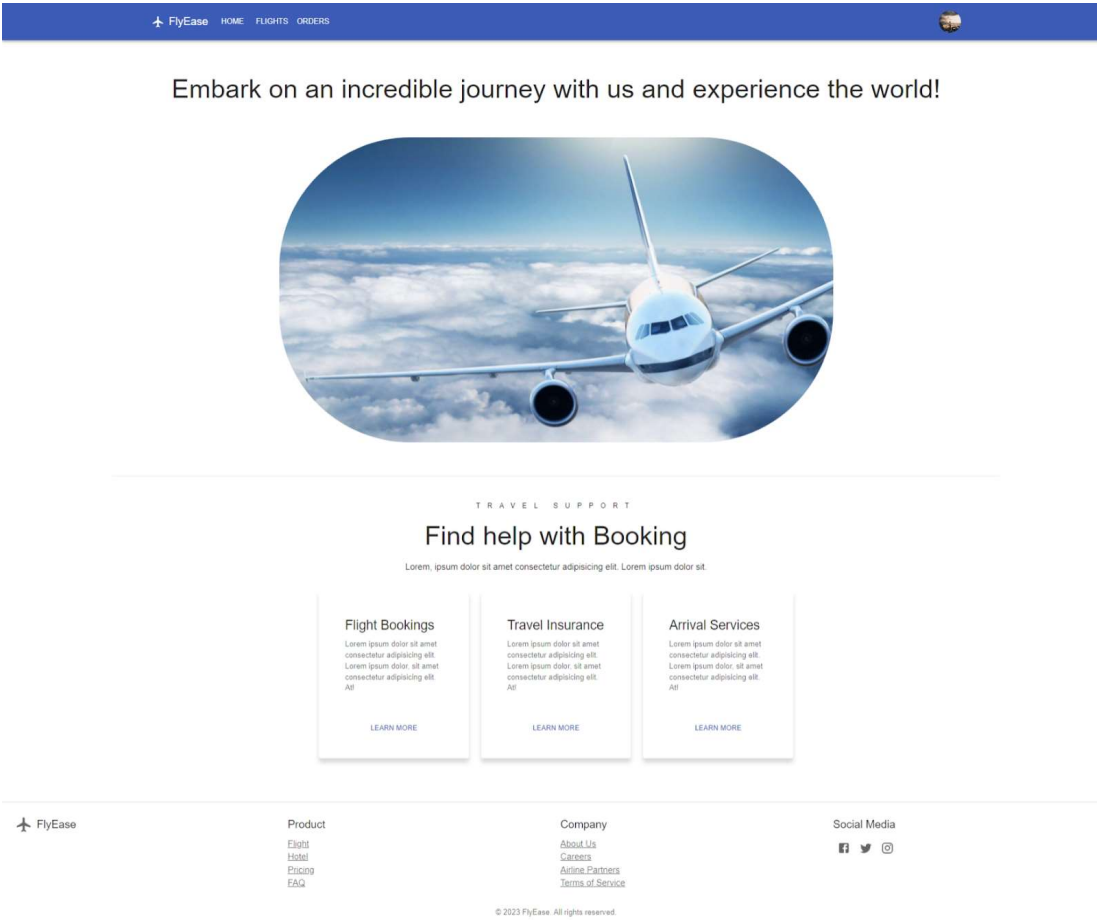 FlyEase HOME FLIGHTS ORDERS
Embark on an incredible journey with us and experience the world!
TRAVEL SUPPORT
Find help with Booking
Lorem, ipsum dolor sit amet consectetur adipisicing elit. Lorem ipsum dolor sit.
Flight Bookings
Lorem ipsum dolor sit amet
consectetur adipisicing elit.
Lorem ipsum dolor, sit amet
consectetur adipisicing elit.
At!
LEARN MORE
Travel Insurance
Lorem ipsum dolor sit amet
consectetur adipisicing elit.
Lorem ipsum dolor, sit amet
consectetur adipisicing elit.
At!
LEARN MORE
Arrival Services
Lorem ipsum dolor sit amet
consectetur adipisicing elit.
Lorem ipsum dolor, sit amet
consectetur adipisicing elit.
At!
LEARN MORE
FlyEase
Product
Flight
Hotel
Pricing
FAQ
Company
About Us
Careers
Airline Partners
Terms of Service
Social Media
© 2023 FlyEase. All rights reserved.